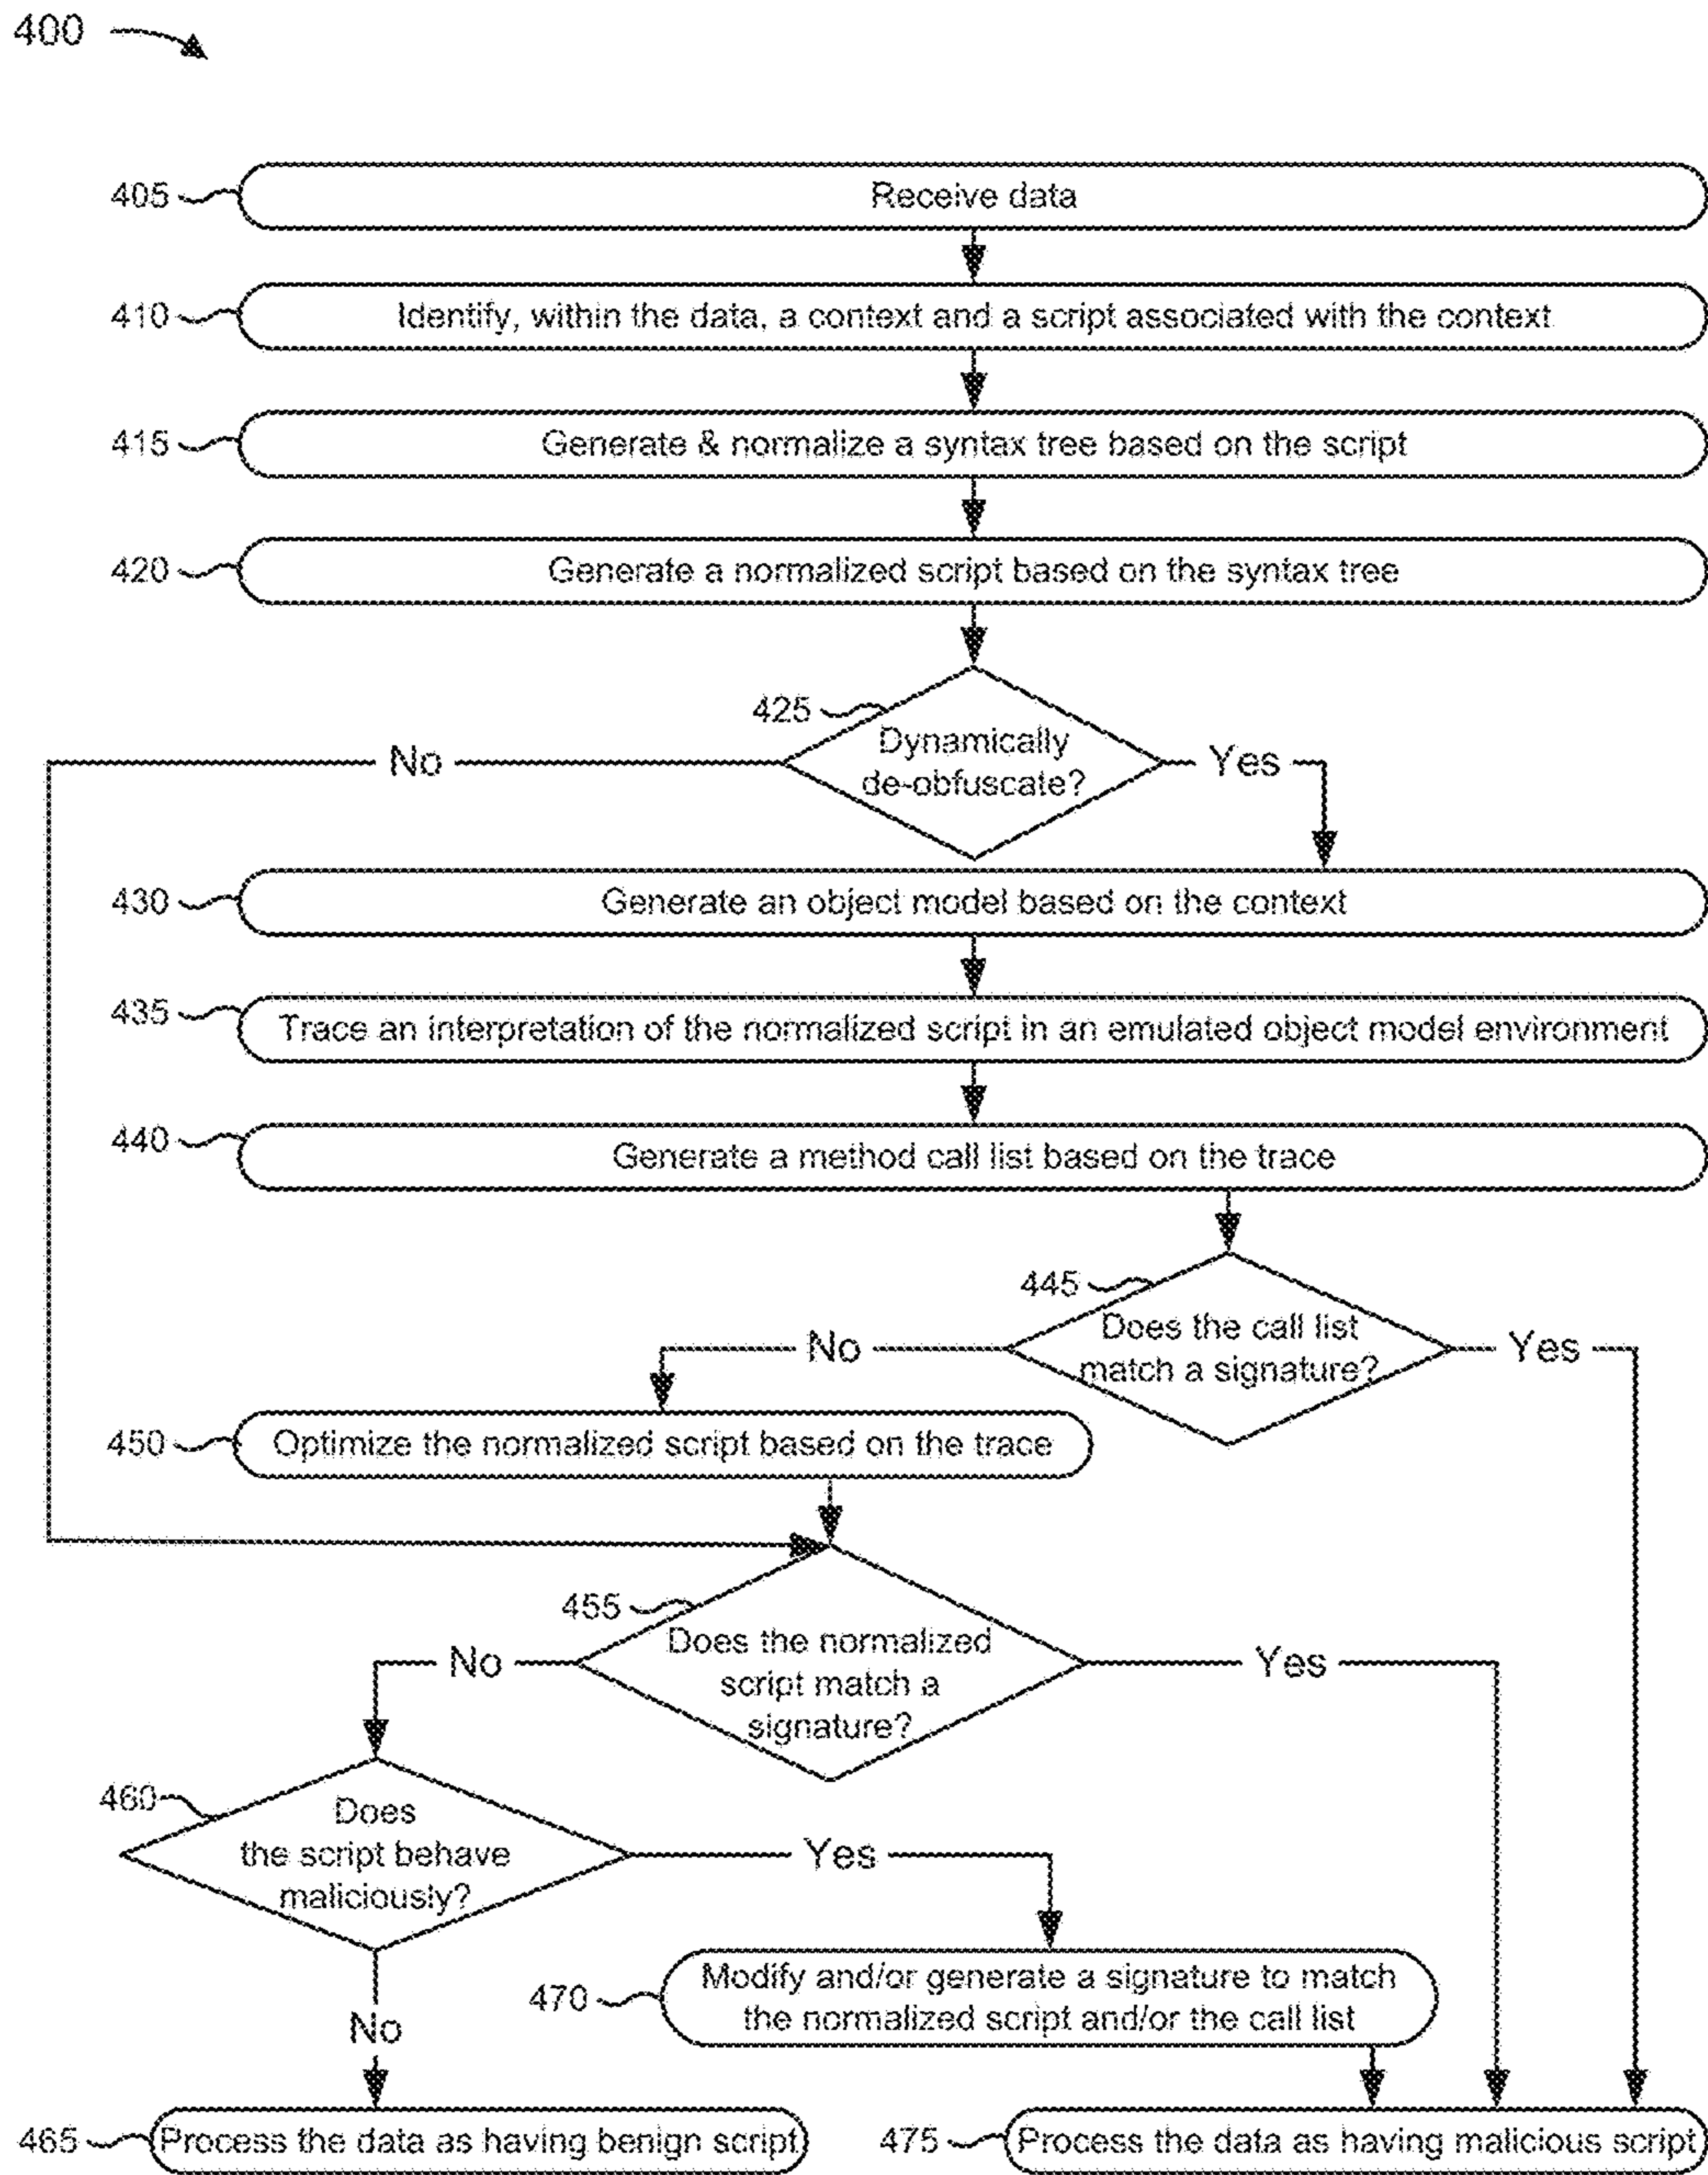 400
405 Receive data
410 Identify, within the data, a context and a script associated with the context
415 Generate & normalize a syntax tree based on the script
420 Generate a normalized script based on the syntax tree
425
Dynamically
de-obfuscate?
No
Yes
430 Generate an object model based on the context
435 Trace an interpretation of the normalized script in an emulated object model environment
440 Generate a method call list based on the trace
445
Does the call list
match a signature?
No
Yes
450 Optimize the normalized script based on the trace
455
Does the normalized
script match a
signature?
No
Yes
460
Does
the script behave
maliciously?
Yes
No
470
Modify and/or generate a signature to match
the normalized script and/or the call list
465 Process the data as having benign script
475 Process the data as having malicious script